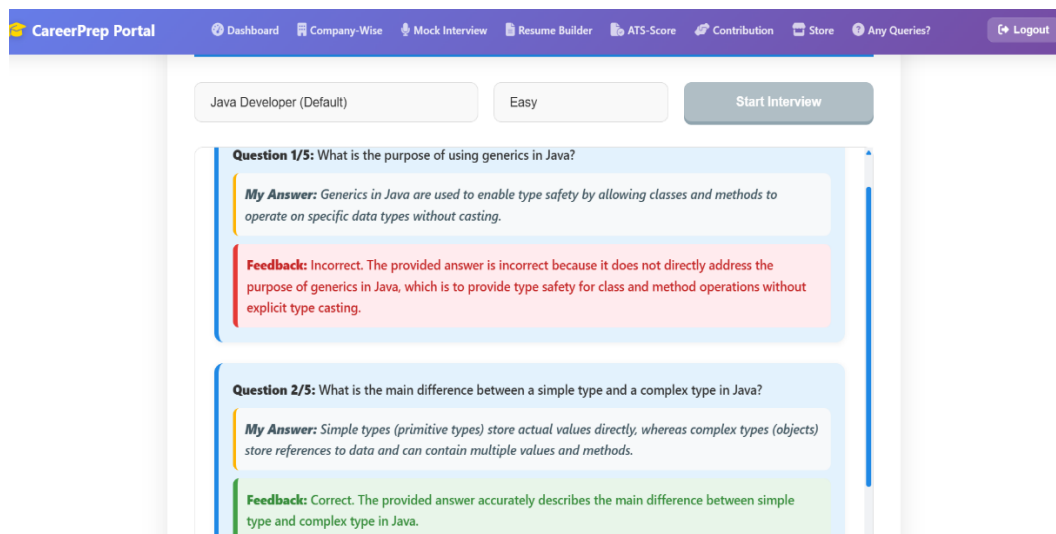 CareerPrep Portal
Dashboard Company-Wise Mock Interview Resume Builder ATS-Score Contribution Store Any Queries? Logout
Java Developer (Default) Easy Start Interview
Question 1/5: What is the purpose of using generics in Java?
My Answer: Generics in Java are used to enable type safety by allowing classes and methods to
operate on specific data types without casting.
Feedback: Incorrect. The provided answer is incorrect because it does not directly address the
purpose of generics in Java, which is to provide type safety for class and method operations without
explicit type casting.
Question 2/5: What is the main difference between a simple type and a complex type in Java?
My Answer: Simple types (primitive types) store actual values directly, whereas complex types (objects)
store references to data and can contain multiple values and methods.
Feedback: Correct. The provided answer accurately describes the main difference between simple
type and complex type in Java.